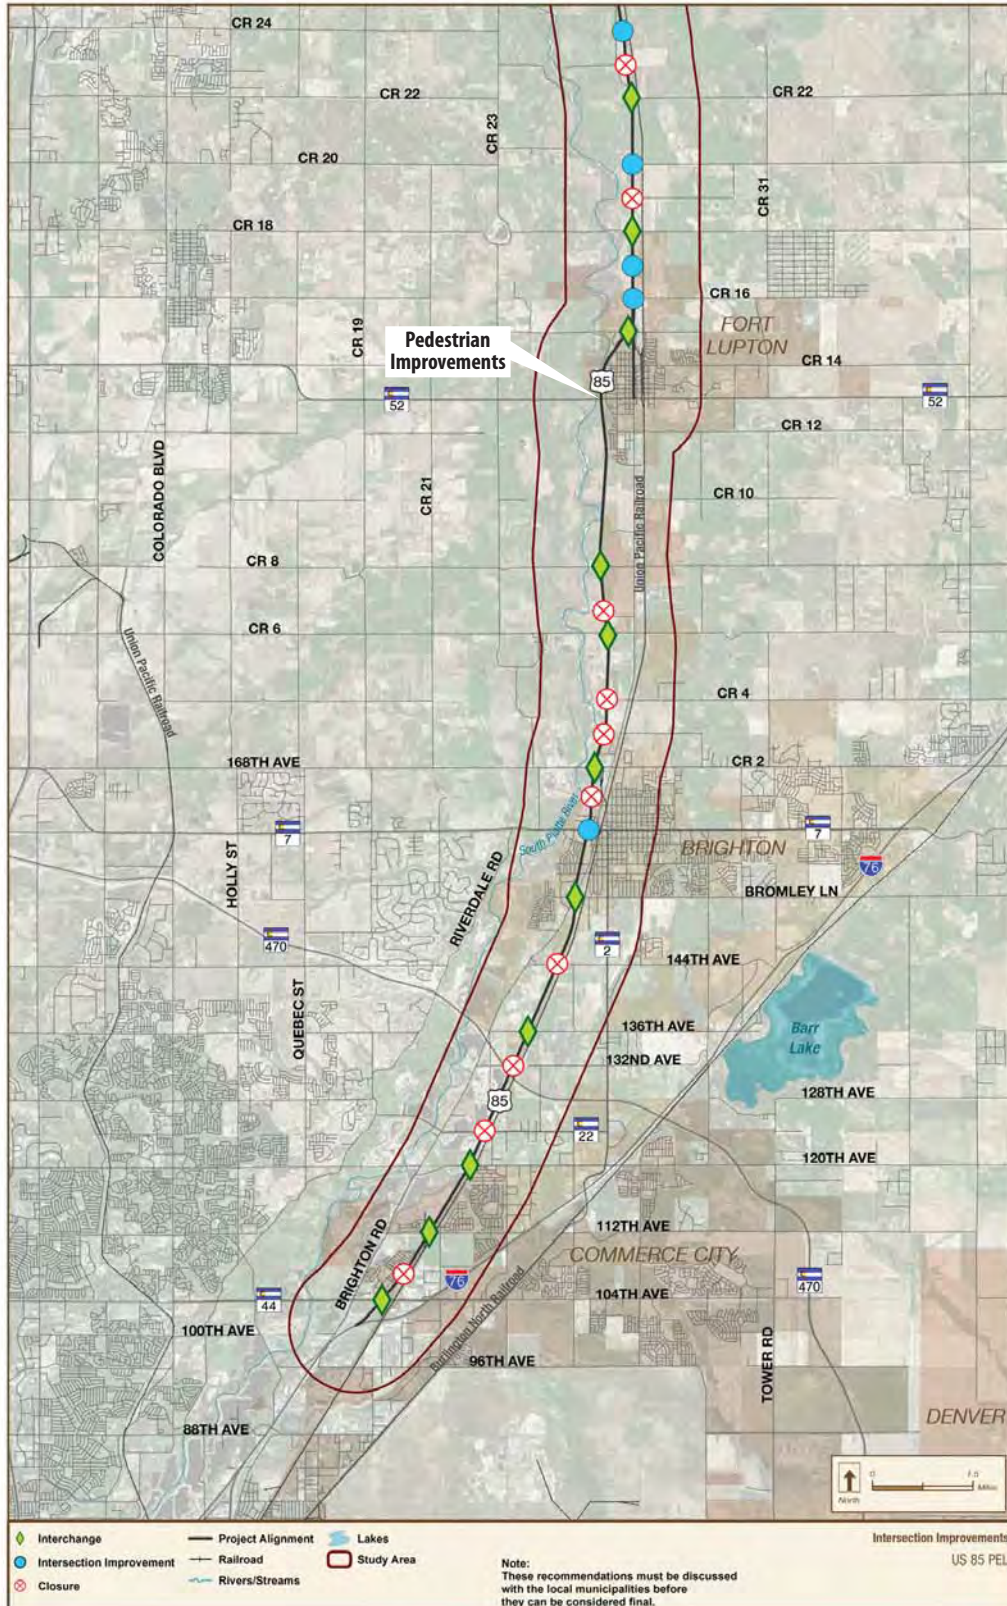 CR 24
CR 22
CR 22
CR 23
CR 20
CR 31
CR 18
CR 16
FORT
LUPTON
CR 19
Pedestrian
Improvements
CR 14
85
52
52
CR 12
COLORADO BLVD
CR 21
CR 10
Union Pacific Railroad
CR 8
CR 6
Union Pacific Railroad
CR 4
168TH AVE
CR 2
South Platte River
7
7
BRIGHTON
76
HOLLY ST
RIVERDALE RD
BROMLEY LN
470
2
144TH AVE
QUEBEC ST
136TH AVE
Barr
Lake
132ND AVE
85
128TH AVE
22
120TH AVE
112TH AVE
BRIGHTON RD
COMMERCE CITY
76
470
44
104TH AVE
100TH AVE
Burlington North Railroad
96TH AVE
TOWER RD
DENVER
88TH AVE
North
0
1.5
Miles
Interchange
Intersection Improvement
Closure
Project Alignment
Railroad
Rivers/Streams
Lakes
Study Area
Note:
These recommendations must be discussed
with the local municipalities before
they can be considered final.
Intersection Improvements
US 85 PEL